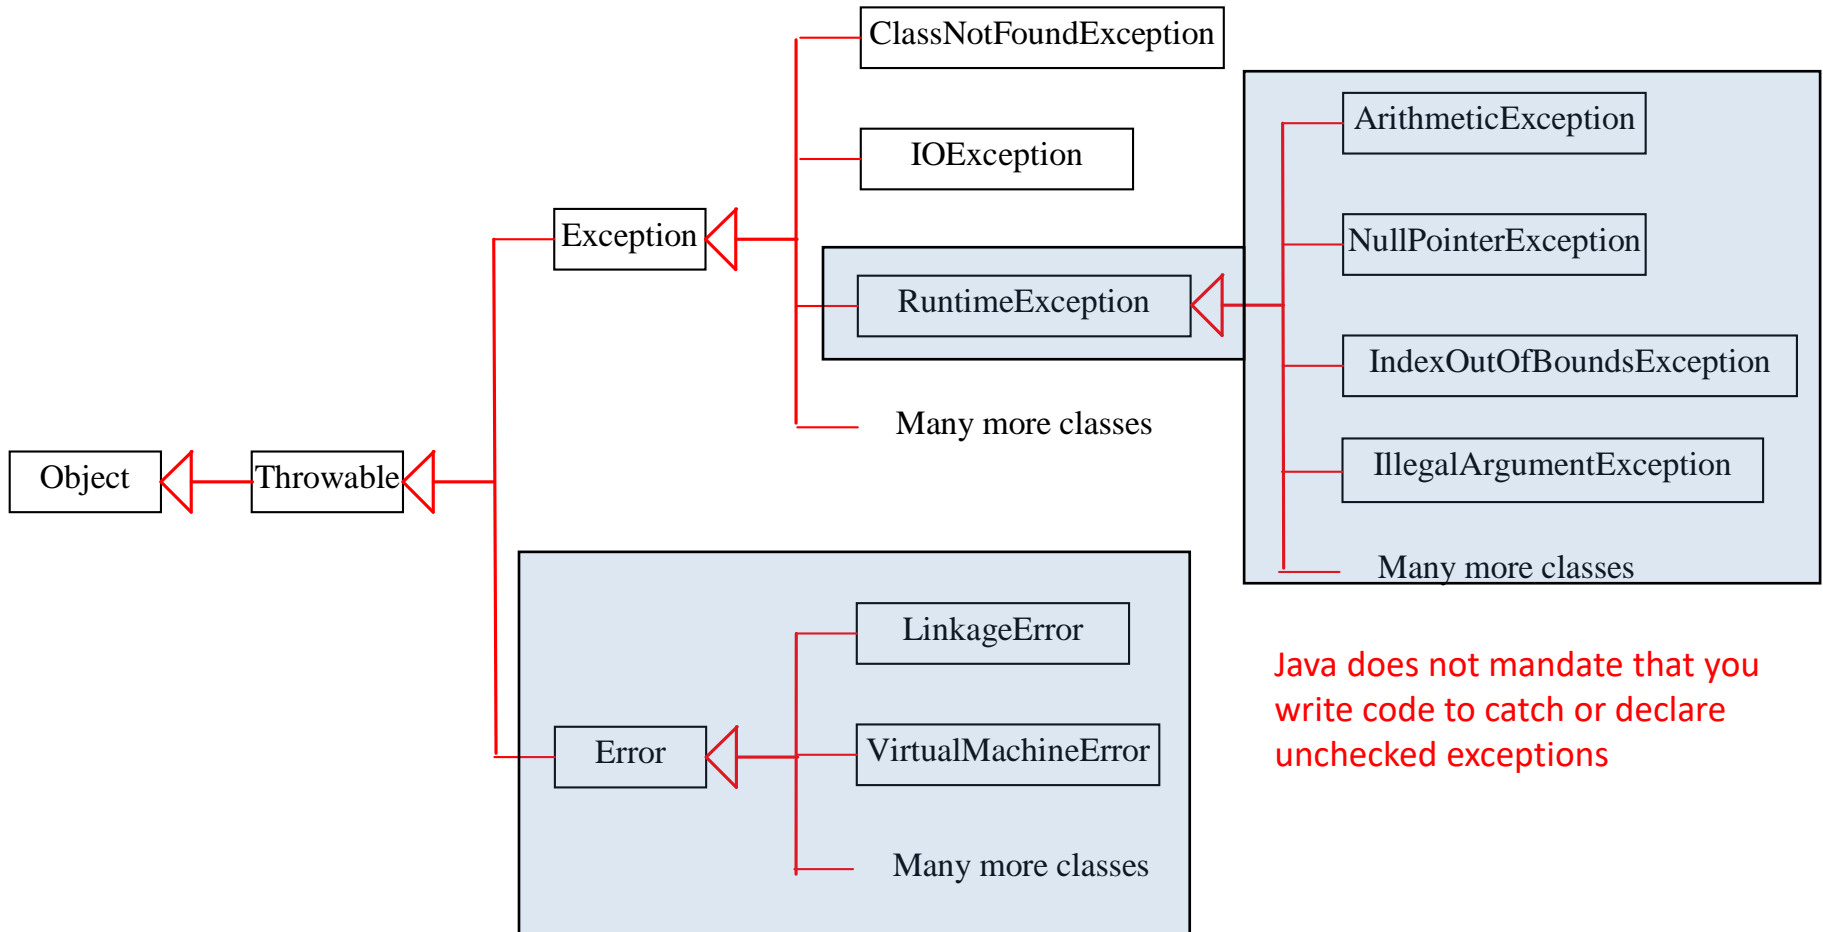 ClassNotFoundException
ArithmeticException
IOException
Exception
NullPointerException
RuntimeException
IndexOutOfBoundsException
Many more classes
IllegalArgumentException
Object
Throwable
Many more classes
LinkageError
Java does not mandate that you
write code to catch or declare
unchecked exceptions
Error
VirtualMachineError
Many more classes